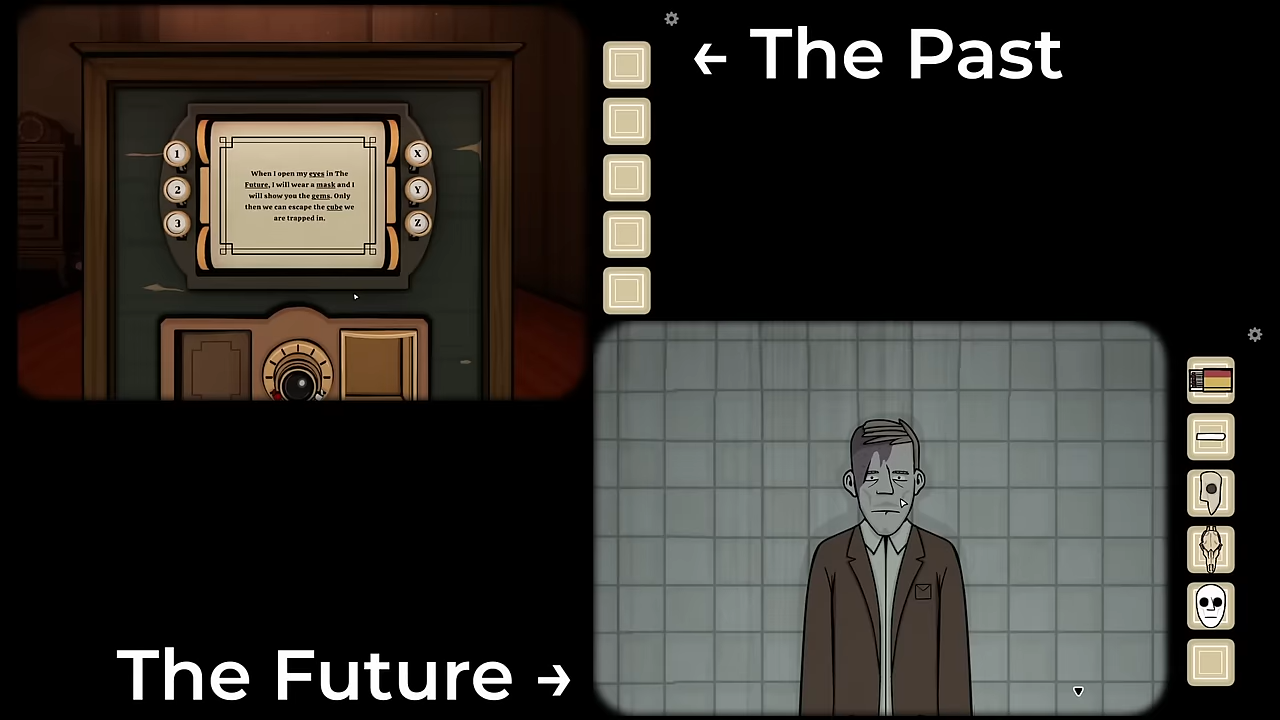 ← The Past
1
2
3
X
Y
Z
When I open my eyes in The
Future, I will wear a mask and I
will show you the gems. Only
then we can escape the cube we
are trapped in.
The Future →